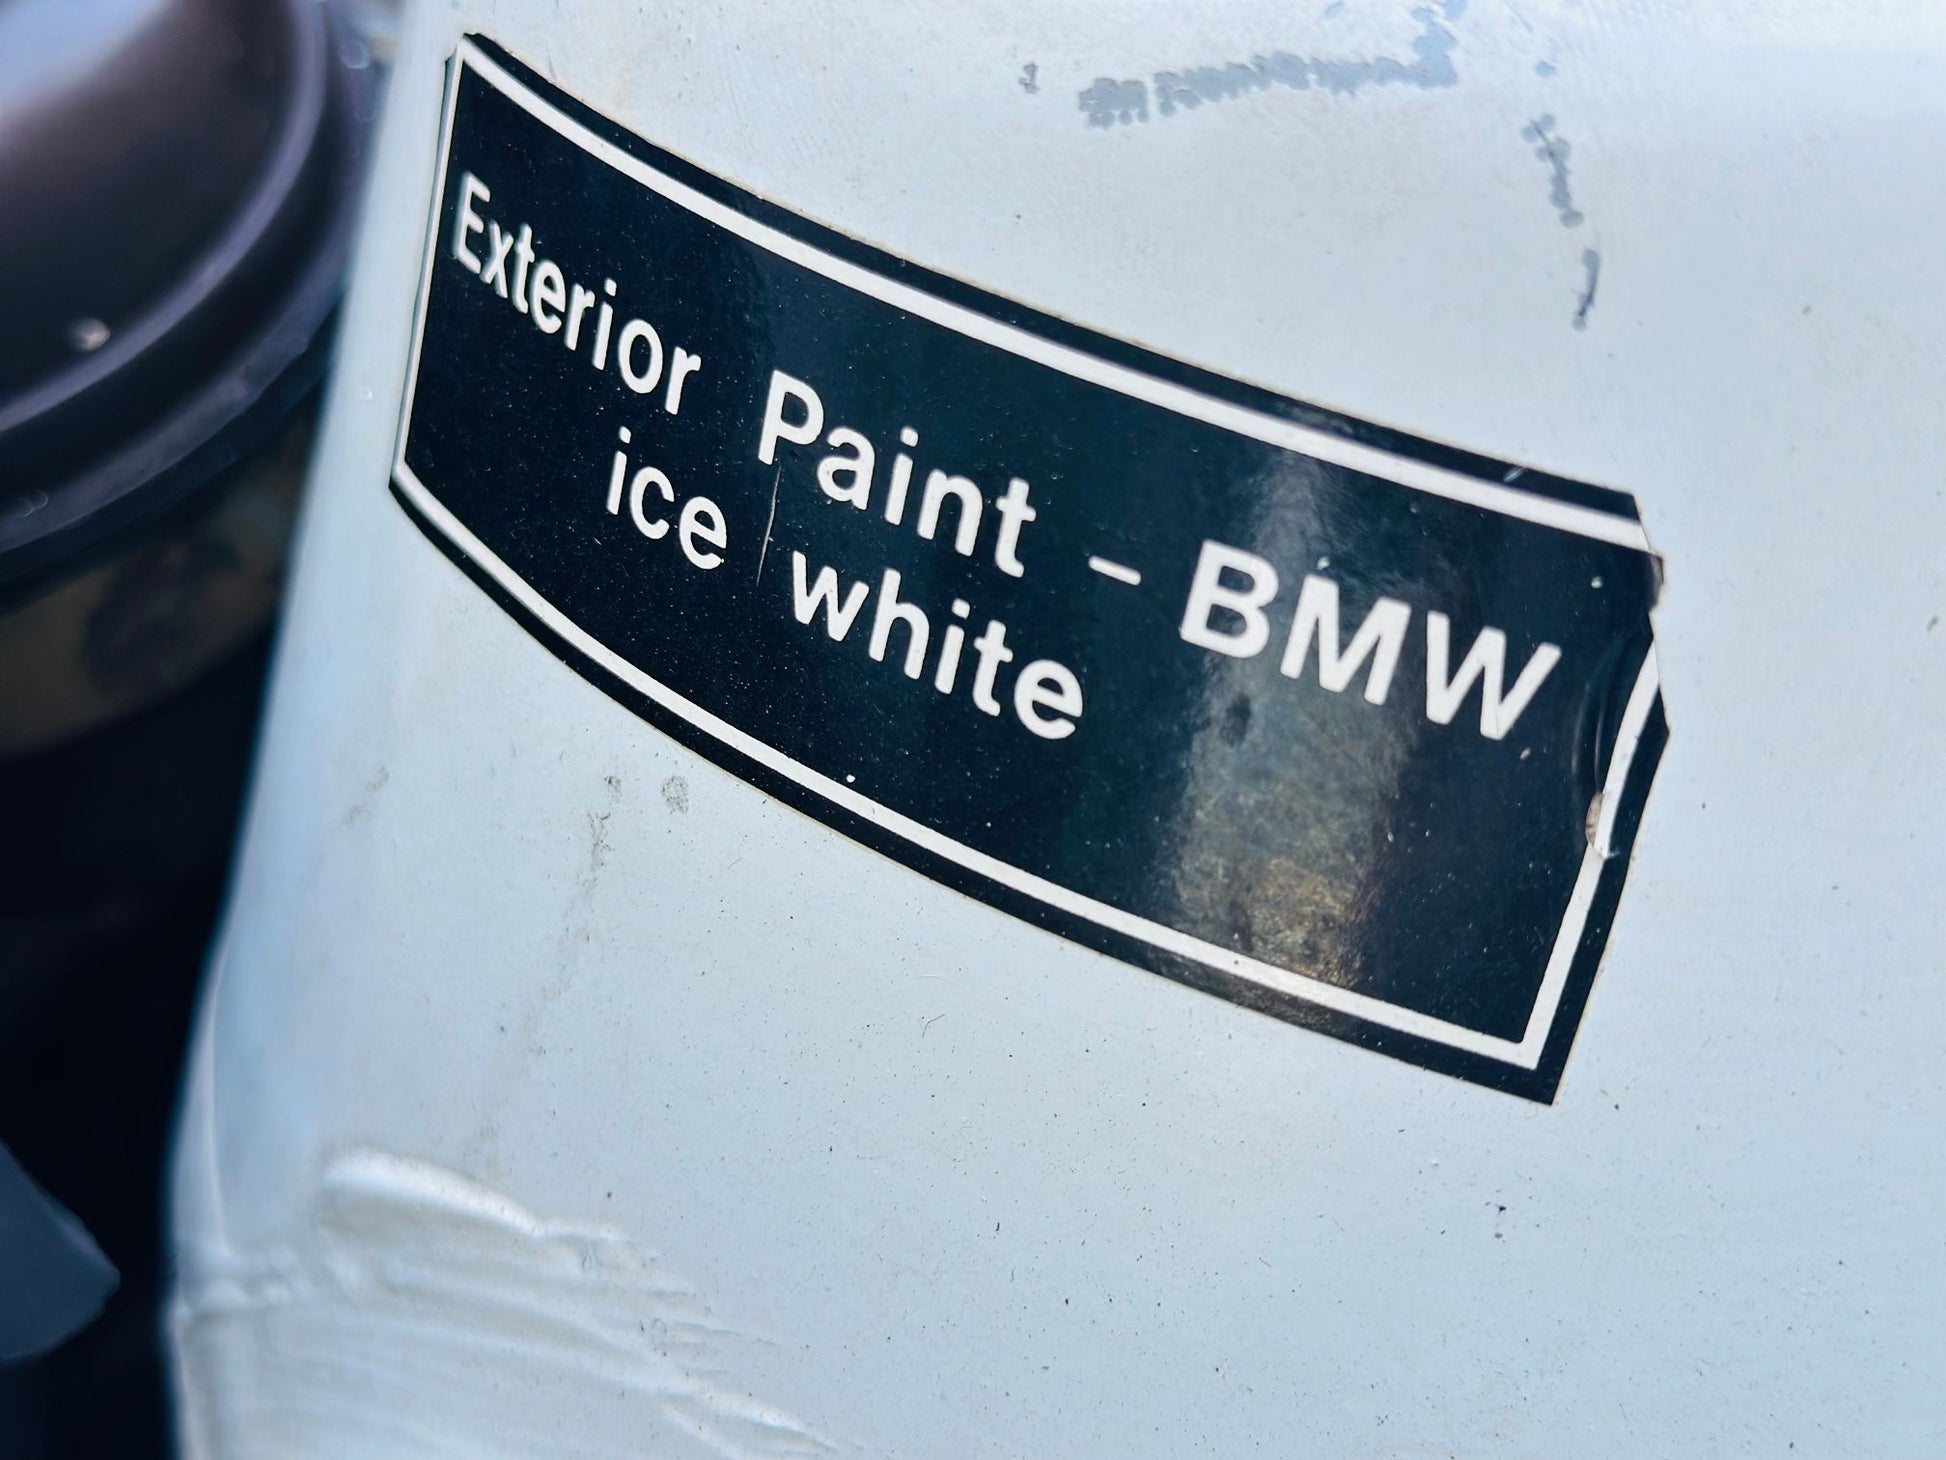 Exterior Paint - BMW
ice white